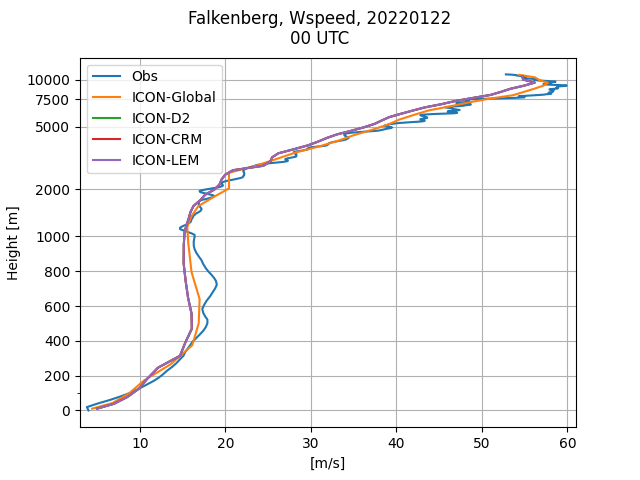 Falkenberg, Wspeed, 20220122
00 UTC
Obs
ICON-Global
ICON-D2
ICON-CRM
ICON-LEM
10000
7500
5000
2000
1000
800
600
400
200
0
Height [m]
10 20 30 40 50 60
[m/s]